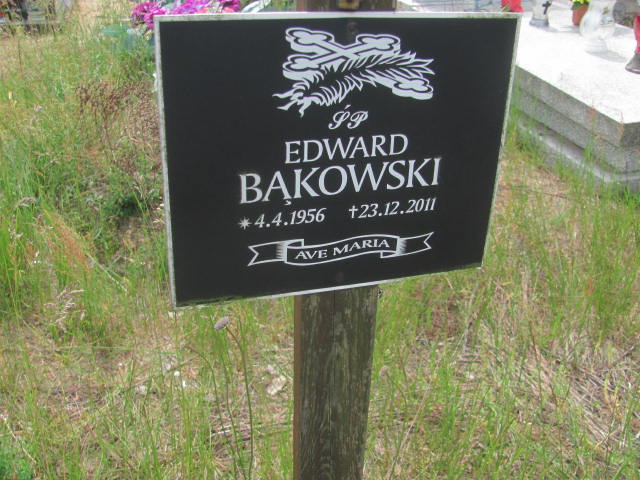 ŚP
EDWARD
BĄKOWSKI
*4.4.1956 †23.12.2011
AVE MARIA